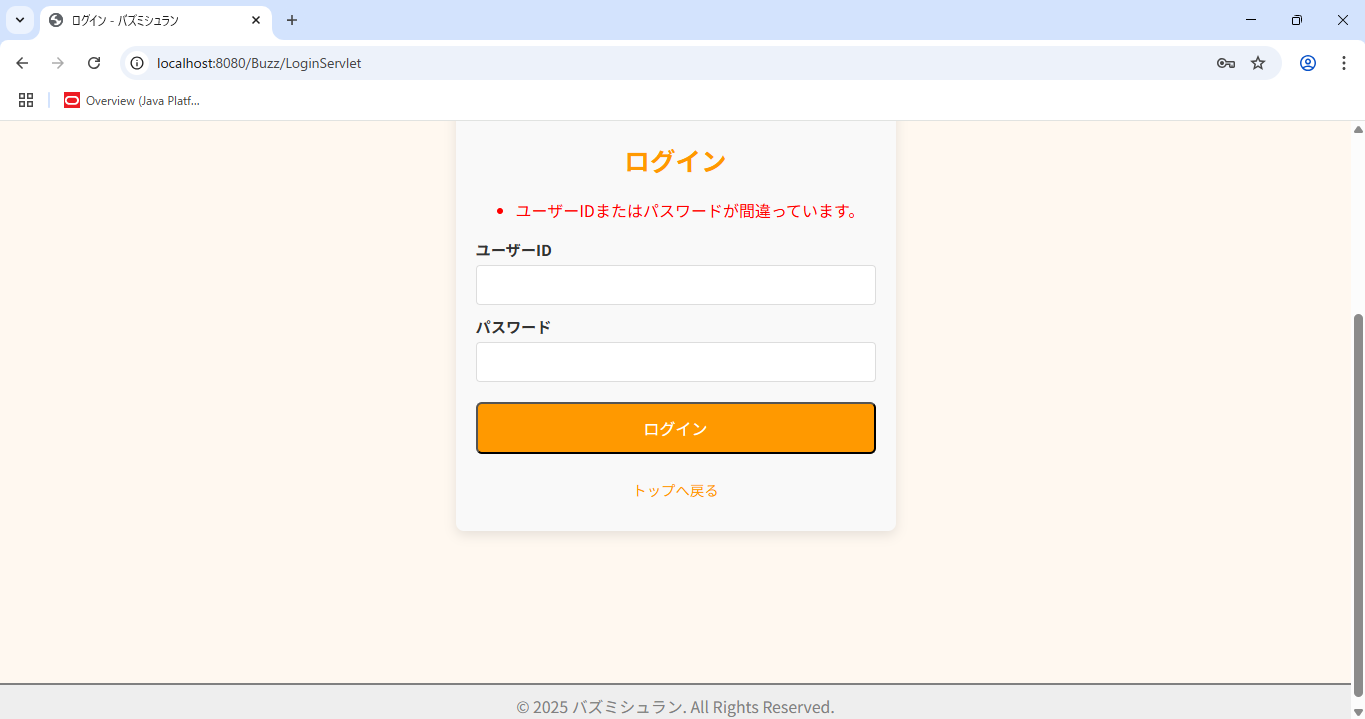 ログイン - バズミシュラン
localhost:8080/Buzz/LoginServlet
Overview (Java Platf...
ログイン
• ユーザーIDまたはパスワードが間違っています。
ユーザーID
パスワード
ログイン
トップへ戻る
© 2025 バズミシュラン. All Rights Reserved.